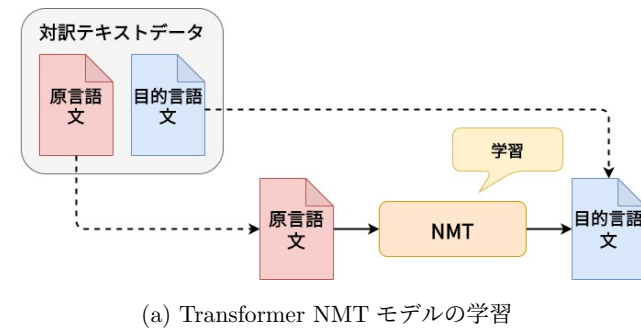 対訳テキストデータ
原言語
文
目的言語
文
学習
原言語
文
NMT
目的言語
文
(a) Transformer NMT モデルの学習